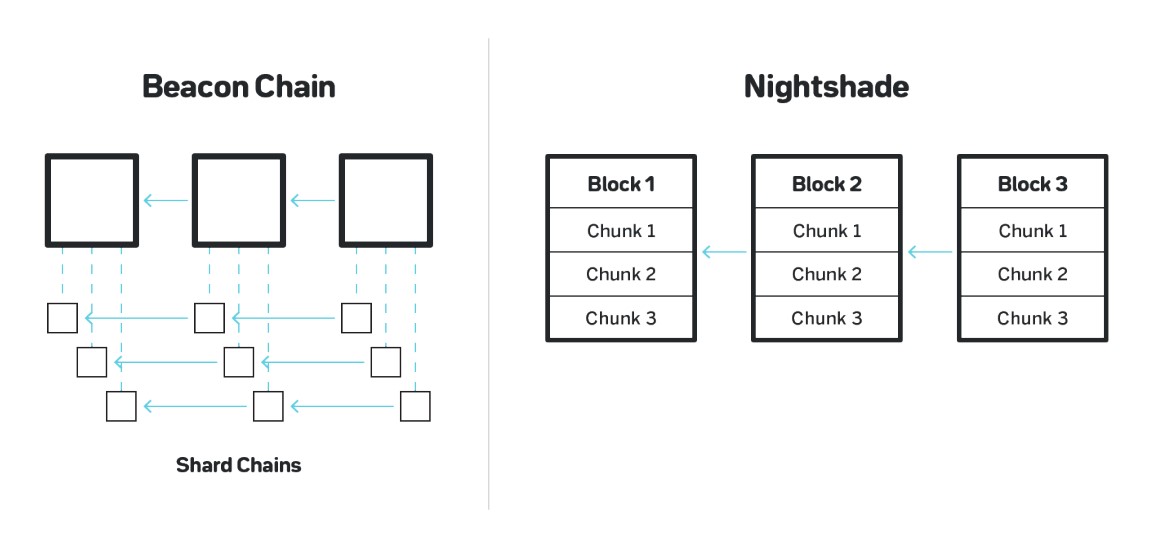 Beacon Chain
Shard Chains
Nightshade
Block 1
Chunk 1
Chunk 2
Chunk 3
Block 2
Chunk 1
Chunk 2
Chunk 3
Block 3
Chunk 1
Chunk 2
Chunk 3